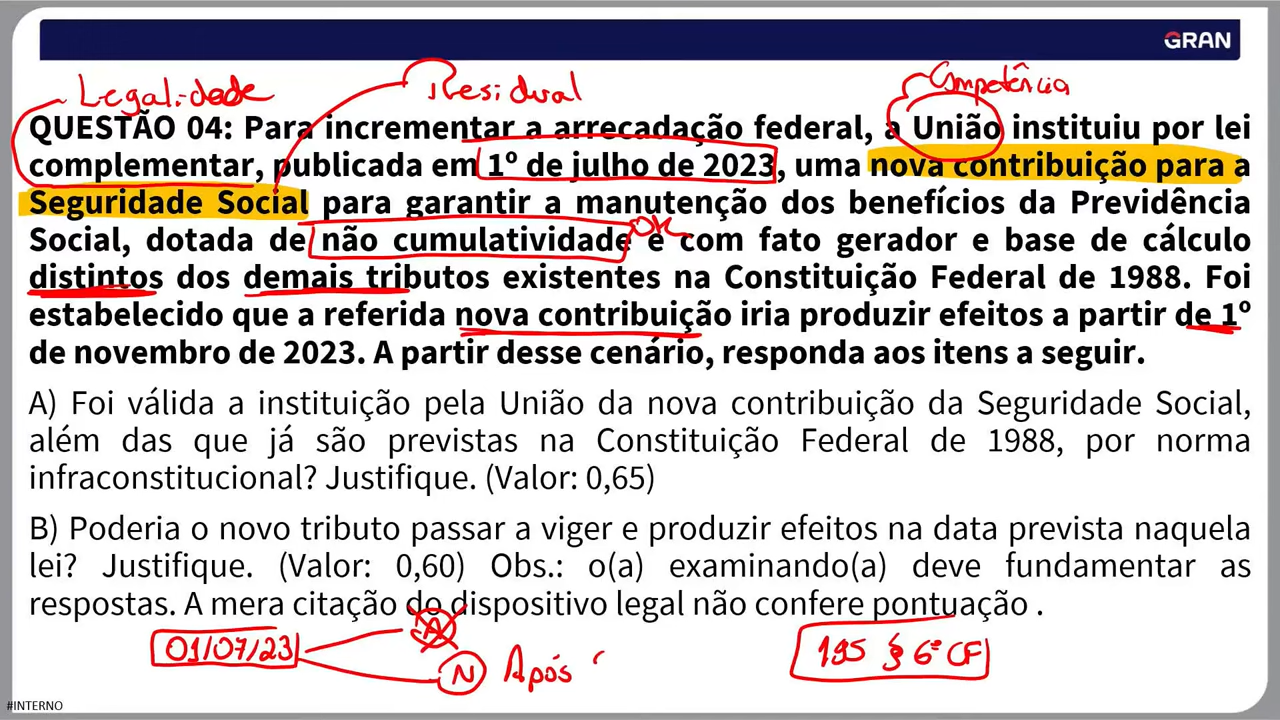 GRAN
Legalidade Residual Competência
QUESTÃO 04: Para incrementar a arrecadação federal, a União instituiu por lei
complementar, publicada em 1º de julho de 2023, uma nova contribuição para a
Seguridade Social para garantir a manutenção dos benefícios da Previdência
Social, dotada de não cumulatividade OK e com fato gerador e base de cálculo
distintos dos demais tributos existentes na Constituição Federal de 1988. Foi
estabelecido que a referida nova contribuição iria produzir efeitos a partir de 1º
de novembro de 2023. A partir desse cenário, responda aos itens a seguir.
A) Foi válida a instituição pela União da nova contribuição da Seguridade Social,
além das que já são previstas na Constituição Federal de 1988, por norma
infraconstitucional? Justifique. (Valor: 0,65)
B) Poderia o novo tributo passar a viger e produzir efeitos na data prevista naquela
lei? Justifique. (Valor: 0,60) Obs.: o(a) examinando(a) deve fundamentar as
respostas. A mera citação do dispositivo legal não confere pontuação .
A
01/07/23 195 § 6º CF
N Após
#INTERNO